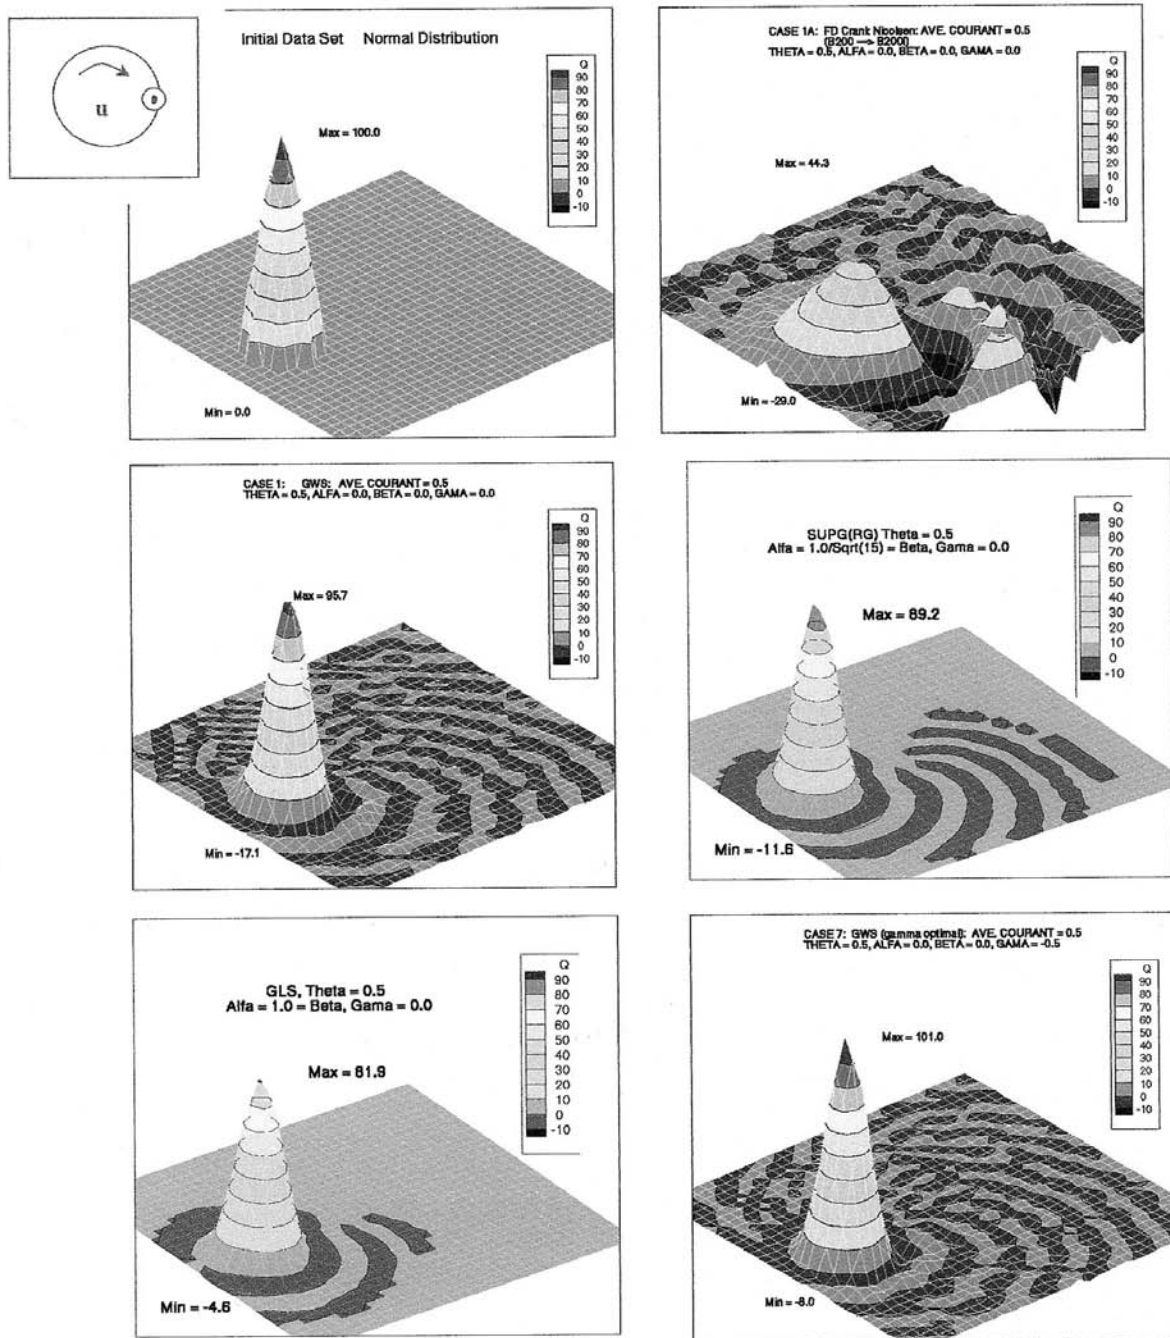 u
Initial Data Set Normal Distribution
Max = 100.0
Min = 0.0
Q
90
80
70
60
50
40
30
20
10
0
-10
CASE 1A: FD Crank Nicolsen: AVE. COURANT = 0.5
(B200 → B200)
THETA = 0.5, ALFA = 0.0, BETA = 0.0, GAMA = 0.0
Max = 44.3
Min = -29.0
Q
90
80
70
60
50
40
30
20
10
0
-10
CASE 1: GWS: AVE. COURANT = 0.5
THETA = 0.5, ALFA = 0.0, BETA = 0.0, GAMA = 0.0
Max = 95.7
Min = -17.1
Q
90
80
70
60
50
40
30
20
10
0
-10
SUPG(RG) Theta = 0.5
Alfa = 1.0/Sqrt(15) = Beta, Gama = 0.0
Max = 89.2
Min = -11.6
Q
90
80
70
60
50
40
30
20
10
0
-10
GLS, Theta = 0.5
Alfa = 1.0 = Beta, Gama = 0.0
Max = 81.9
Min = -4.6
Q
90
80
70
60
50
40
30
20
10
0
-10
CASE 7: GWS (gamma optimal): AVE. COURANT = 0.5
THETA = 0.5, ALFA = 0.0, BETA = 0.0, GAMA = -0.5
Max = 101.0
Min = -8.0
Q
90
80
70
60
50
40
30
20
10
0
-10